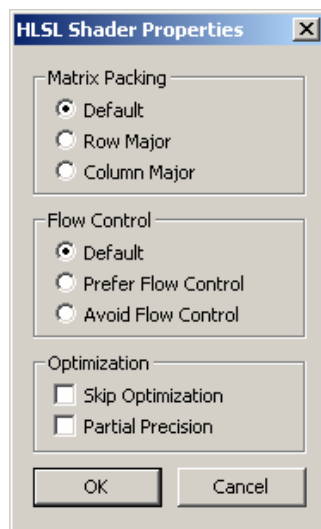 HLSL Shader Properties
Matrix Packing
Default
Row Major
Column Major
Flow Control
Default
Prefer Flow Control
Avoid Flow Control
Optimization
Skip Optimization
Partial Precision
OK Cancel